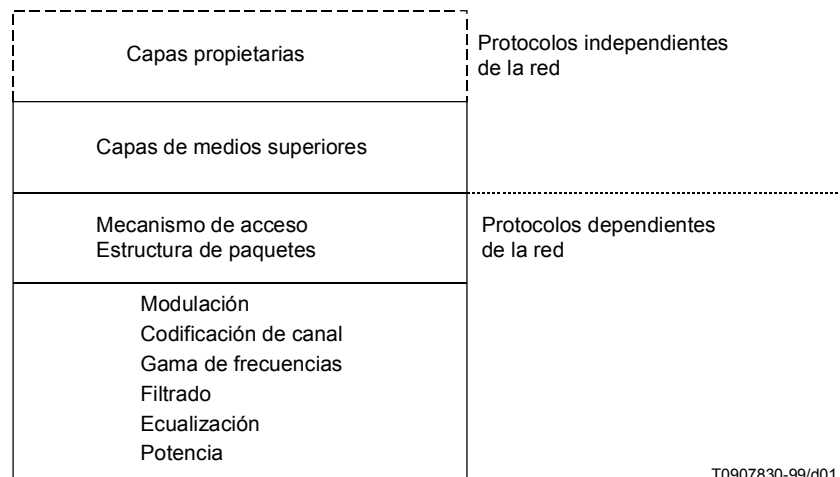 Capas propietarias
Protocolos independientes
de la red
Capas de medios superiores
Mecanismo de acceso
Estructura de paquetes
Protocolos dependientes
de la red
Modulación
Codificación de canal
Gama de frecuencias
Filtrado
Ecualización
Potencia
T0907830-99/d01